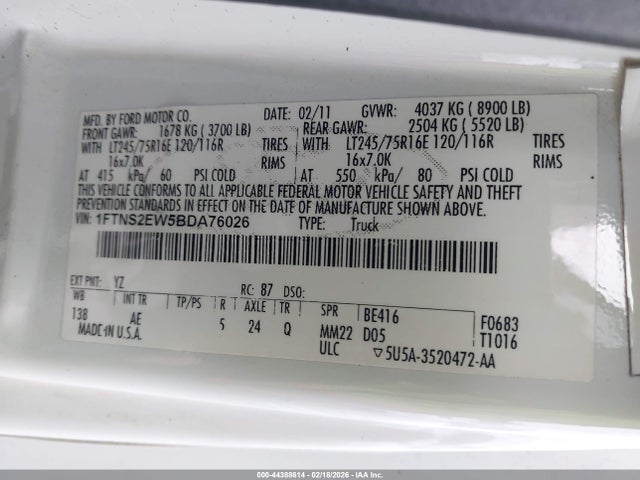 MFD. BY FORD MOTOR CO. DATE: 02/11 GVWR: 4037 KG ( 8900 LB)
FRONT GAWR: 1678 KG ( 3700 LB) REAR GAWR: 2504 KG ( 5520 LB)
WITH LT245/75R16E 120/116R TIRES WITH LT245/75R16E 120/116R TIRES
16x7.0K RIMS 16x7.0K RIMS
AT 415 kPa/ 60 PSI COLD AT 550 kPa/ 80 PSI COLD
THIS VEHICLE CONFORMS TO ALL APPLICABLE FEDERAL MOTOR VEHICLE SAFETY AND THEFT
PREVENTION STANDARDS IN EFFECT ON THE DATE OF MANUFACTURE SHOWN ABOVE.
VIN: 1FTNS2EW5BDA76026 TYPE: Truck
EXT PNT: YZ RC: 87 DSO:
WB INT TR TP/PS R AXLE TR SPR BE416 F0683
138 AE 5 24 Q MM22 D05 T1016
MADE IN U.S.A. ULC ▽5U5A-3520472-AA
000-44388614 - 02/18/2026 - IAAI.com